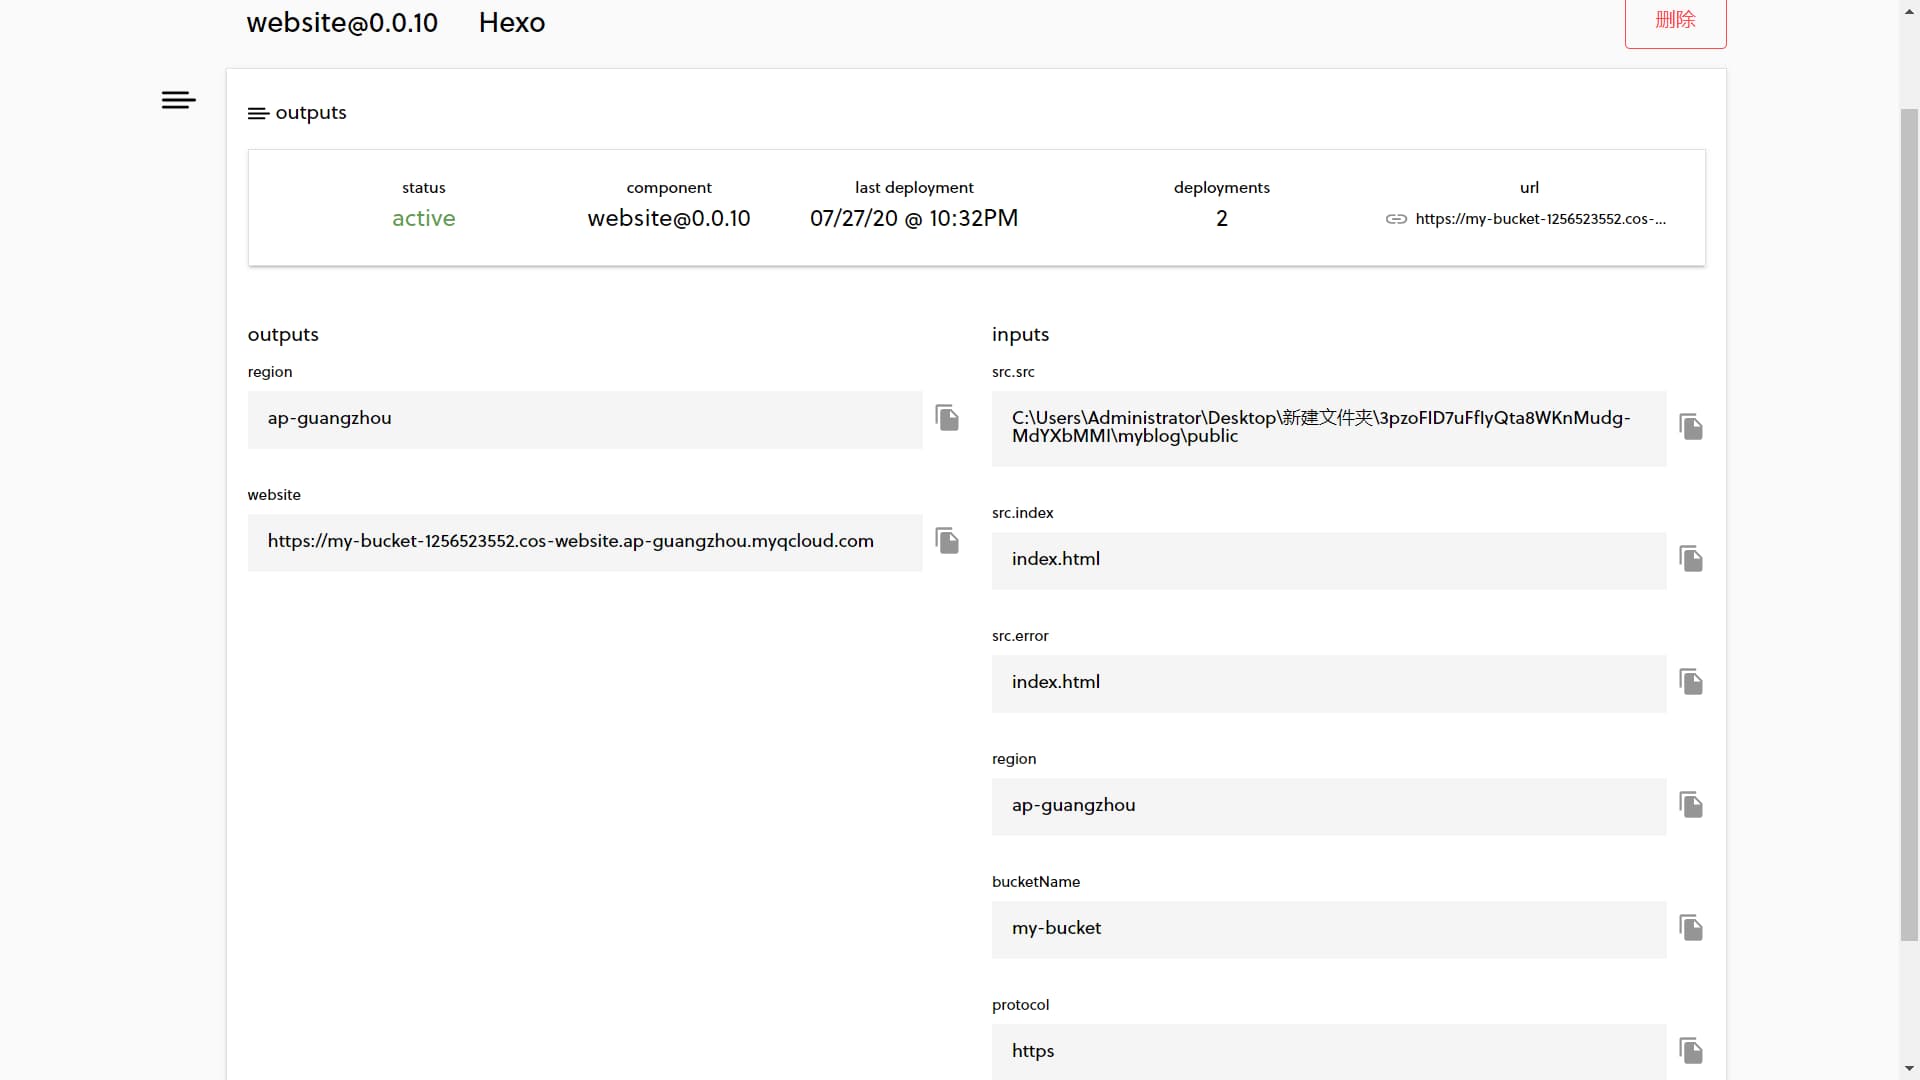 website@0.0.10 Hexo
删除
outputs
status
active
component
website@0.0.10
last deployment
07/27/20 @ 10:32PM
deployments
2
url
https://my-bucket-1256523552.cos-...
outputs
region
ap-guangzhou
website
https://my-bucket-1256523552.cos-website.ap-guangzhou.myqcloud.com
inputs
src.src
C:\Users\Administrator\Desktop\新建文件夹\3pzoFID7uFfIyQta8WKnMudg-
MdYXbMMI\myblog\public
src.index
index.html
src.error
index.html
region
ap-guangzhou
bucketName
my-bucket
protocol
https